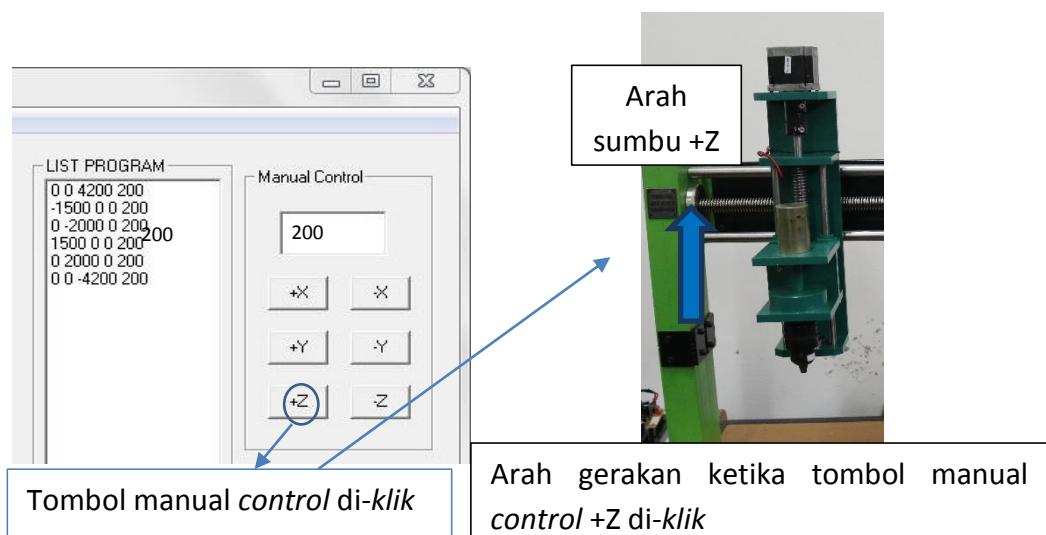 LIST PROGRAM
0 0 4200 200
-1500 0 0 200
0 -2000 0 200
1500 0 0 200
0 2000 0 200
0 0 -4200 200
200
Manual Control
200
+X -X
+Y -Y
+Z -Z
Tombol manual control di-klik
Arah
sumbu +Z
Arah gerakan ketika tombol manual
control +Z di-klik